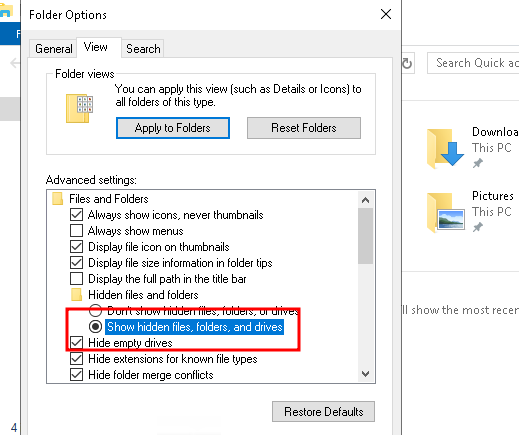 Folder Options
General
View
Search
Folder views
You can apply this view (such as Details or Icons) to
all folders of this type.
Apply to Folders
Reset Folders
Advanced settings:
Files and Folders
Always show icons, never thumbnails
Always show menus
Display file icon on thumbnails
Display file size information in folder tips
Display the full path in the title bar
Hidden files and folders
Don't show hidden files, folders, or drives
Show hidden files, folders, and drives
Hide empty drives
Hide extensions for known file types
Hide folder merge conflicts
Restore Defaults
F
4
Search Quick ac
Downloa
This PC
Pictures
This PC
ll show the most recen